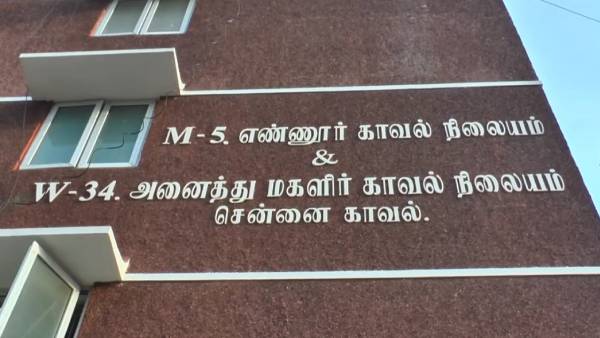 M-5. எண்ணூர் காவல் நிலையம்
&
W-34. அனைத்து மகளிர் காவல் நிலையம்
சென்னை காவல்.